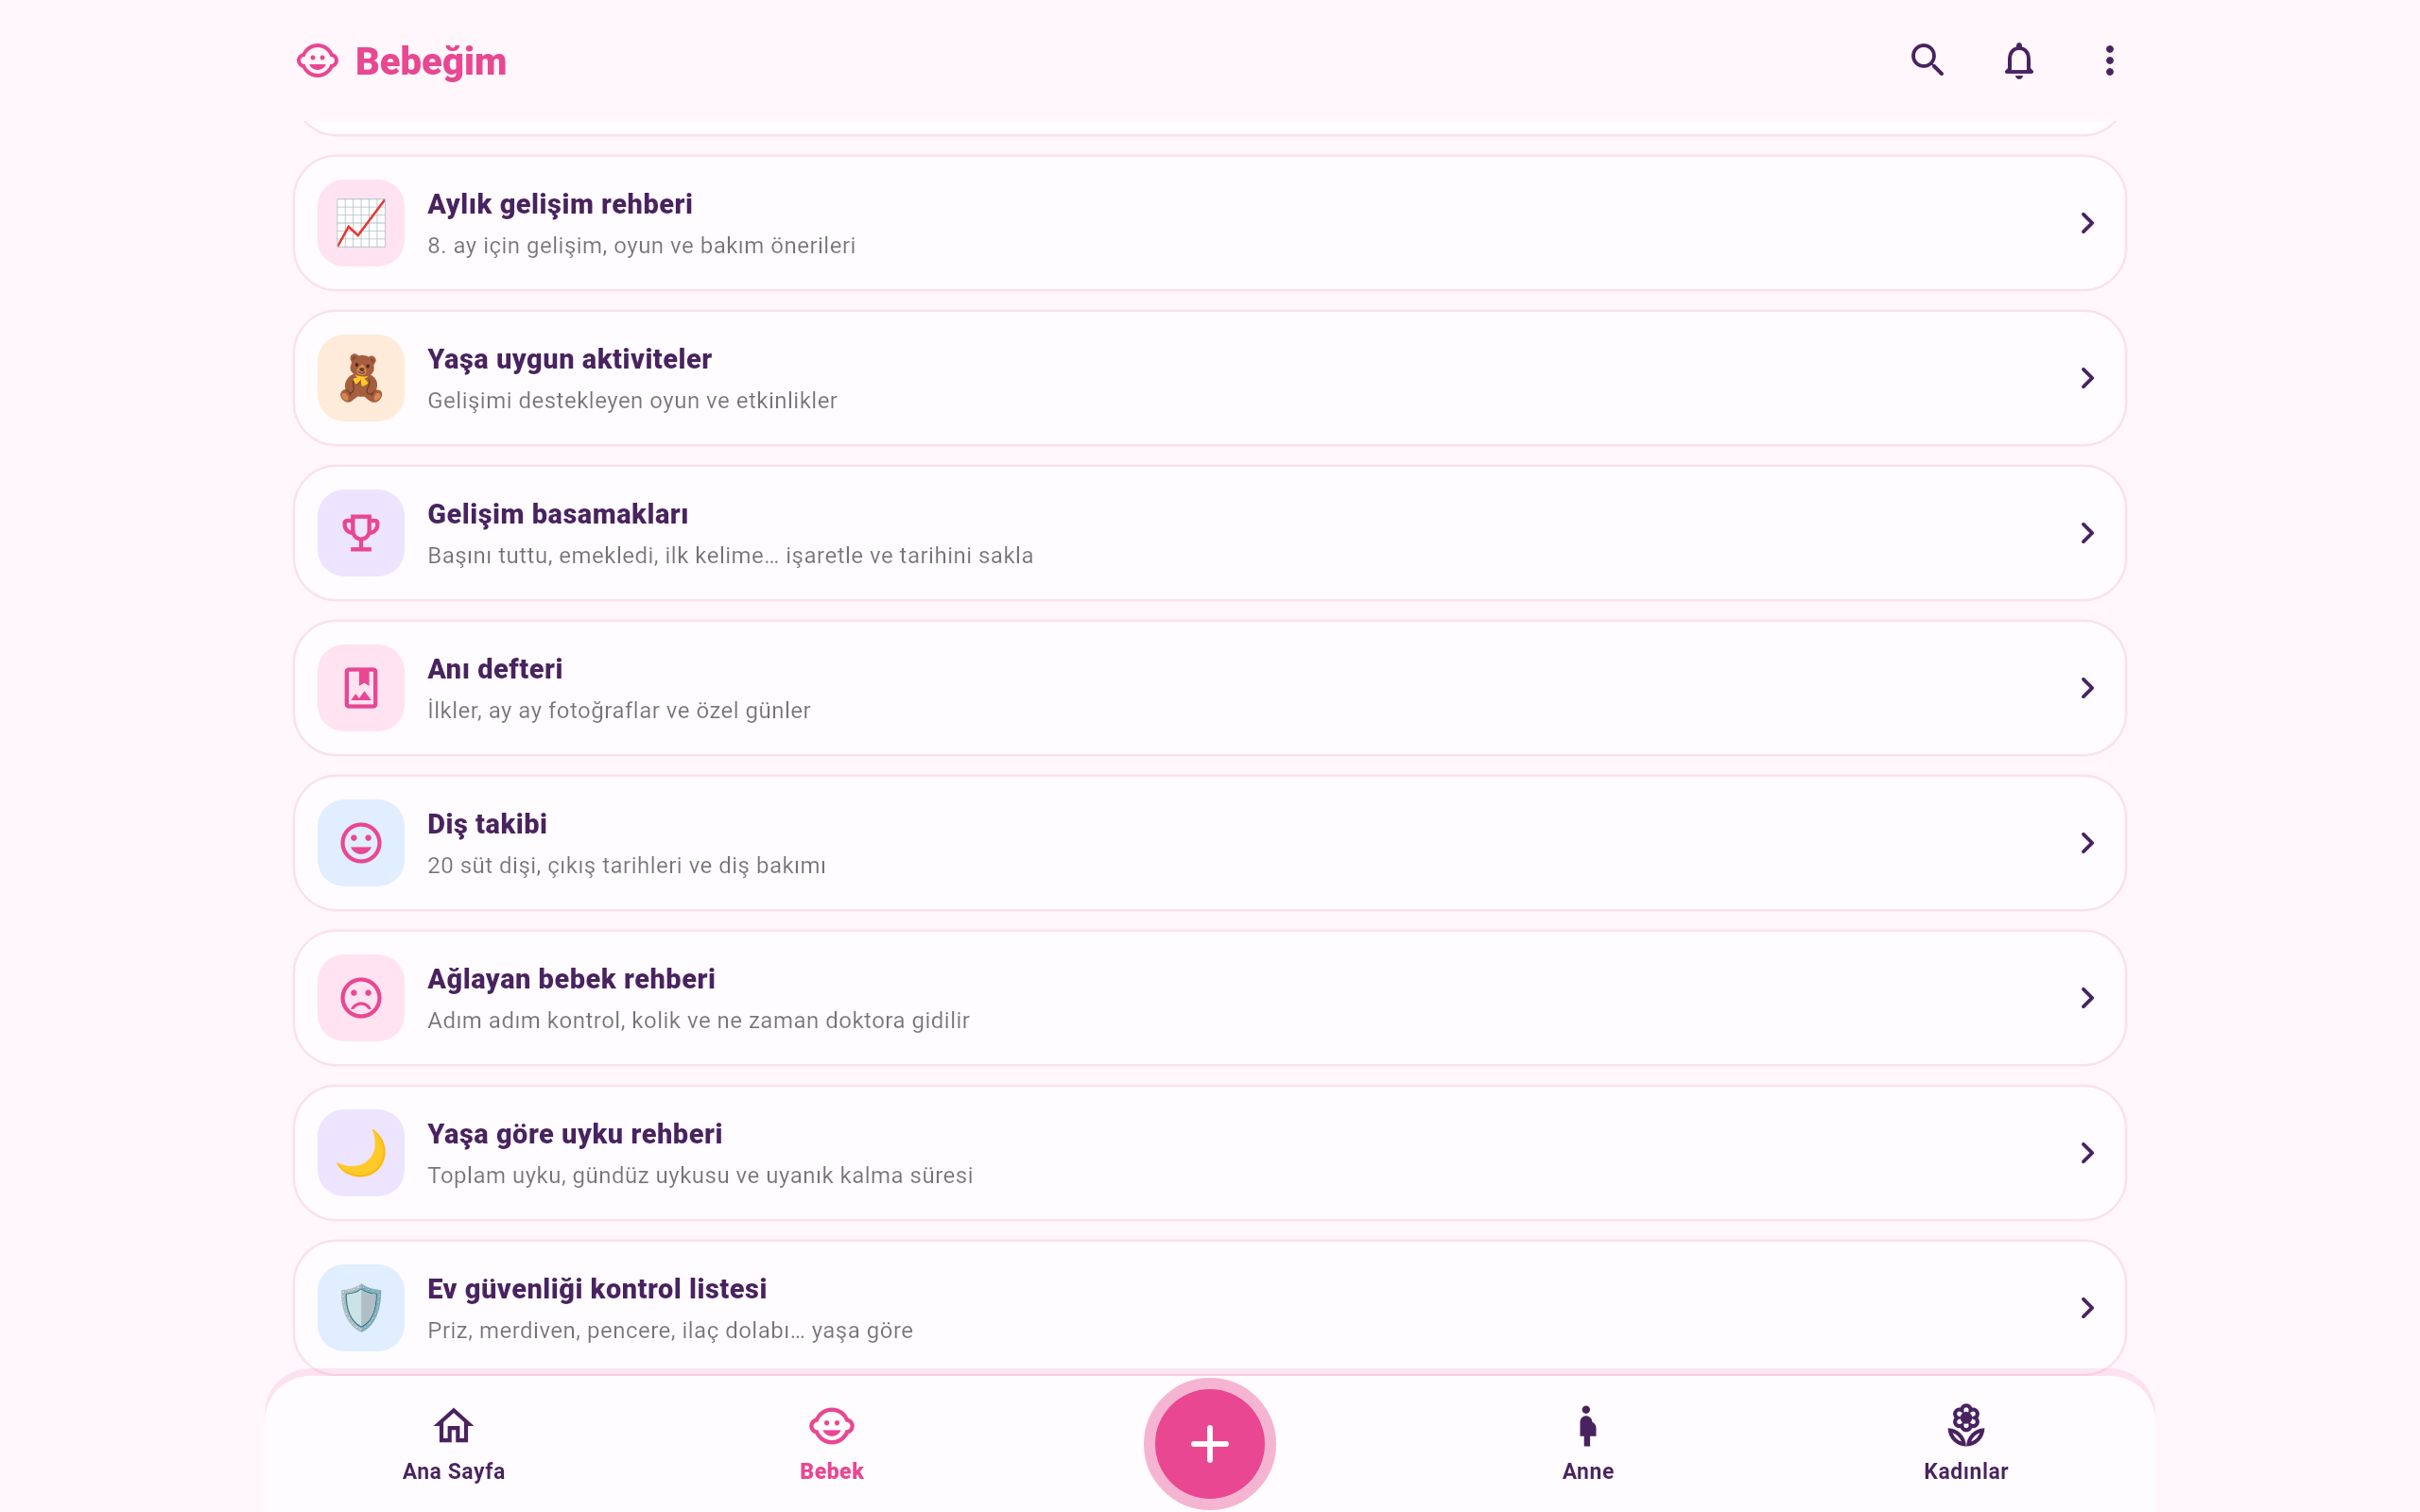 Bebeğim
Aylık gelişim rehberi
8. ay için gelişim, oyun ve bakım önerileri
Yaşa uygun aktiviteler
Gelişimi destekleyen oyun ve etkinlikler
Gelişim basamakları
Başını tuttu, emekledi, ilk kelime… işaretle ve tarihini sakla
Anı defteri
İlkler, ay ay fotoğraflar ve özel günler
Diş takibi
20 süt dişi, çıkış tarihleri ve diş bakımı
Ağlayan bebek rehberi
Adım adım kontrol, kolik ve ne zaman doktora gidilir
Yaşa göre uyku rehberi
Toplam uyku, gündüz uykusu ve uyanık kalma süresi
Ev güvenliği kontrol listesi
Priz, merdiven, pencere, ilaç dolabı… yaşa göre
Ana Sayfa
Bebek
Anne
Kadınlar